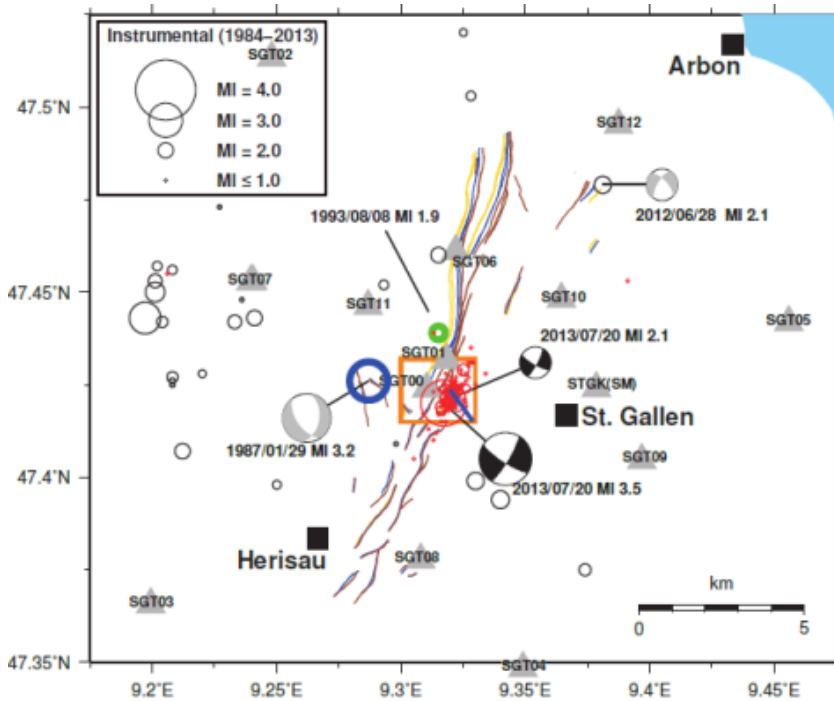 Instrumental (1984–2013)
SGT02
Ml = 4.0
Ml = 3.0
Ml = 2.0
Ml ≤ 1.0
Arbon
47.5°N
SGT12
1993/08/08 Ml 1.9
2012/06/28 Ml 2.1
SGT06
SGT07
47.45°N
SGT11
SGT10
SGT05
2013/07/20 Ml 2.1
SGT01
SGT00
STGK(SM)
St. Gallen
1987/01/29 Ml 3.2
SGT09
47.4°N
2013/07/20 Ml 3.5
Herisau
SGT08
km
SGT03
0
5
47.35°N
SGT04
9.2°E
9.25°E
9.3°E
9.35°E
9.4°E
9.45°E